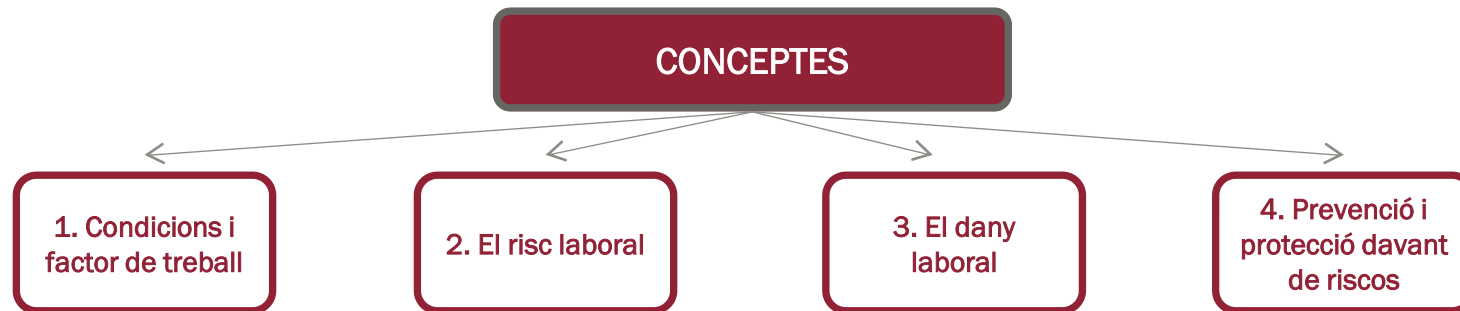 CONCEPTES
1. Condicions i
factor de treball
2. El risc laboral
3. El dany
laboral
4. Prevenció i
protecció davant
de riscos